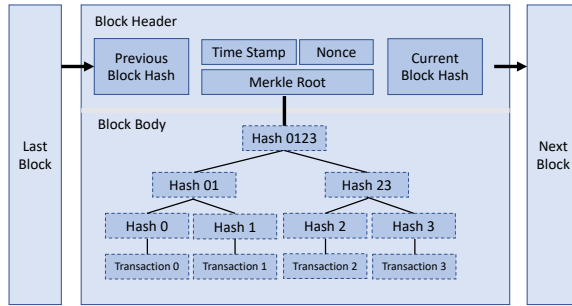 Block Header
Previous
Block Hash
Time Stamp
Nonce
Merkle Root
Current
Block Hash
Last
Block
Next
Block
Block Body
Hash 0123
Hash 01
Hash 23
Hash 0
Hash 1
Hash 2
Hash 3
Transaction 0
Transaction 1
Transaction 2
Transaction 3